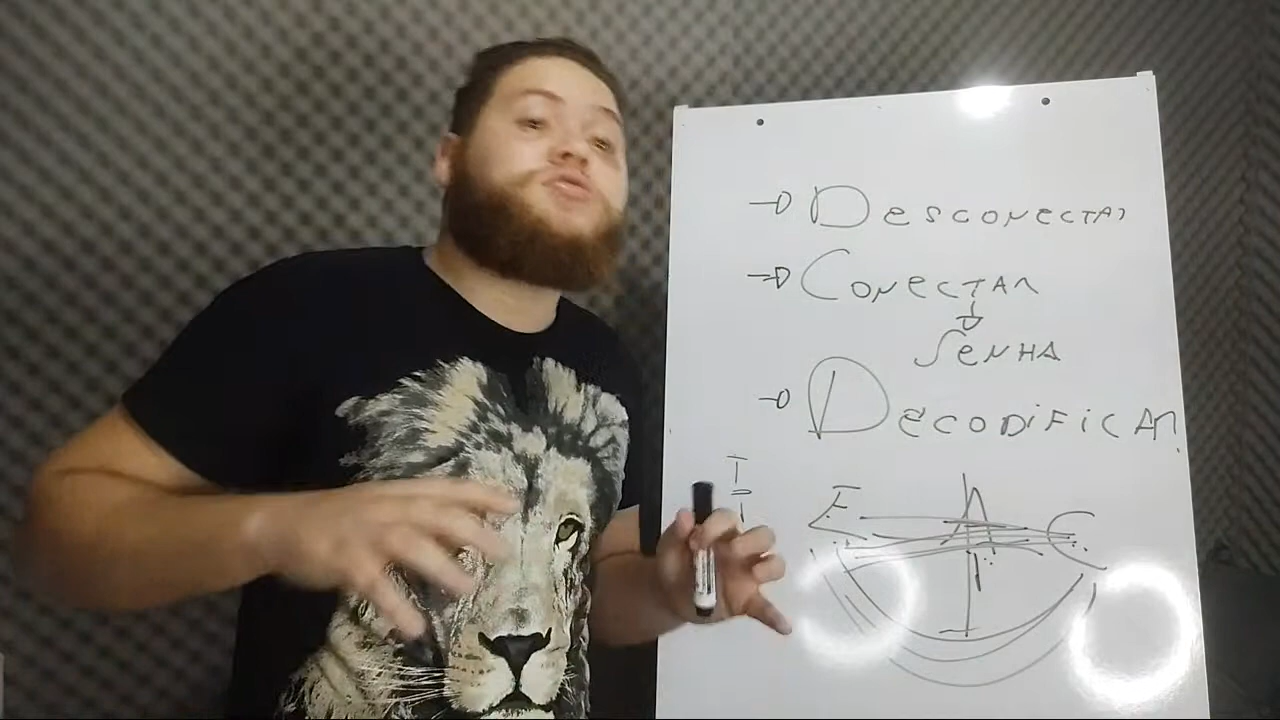 → Desconectar
→ Conectar
↓
Senha
→ Decodificar
E A C